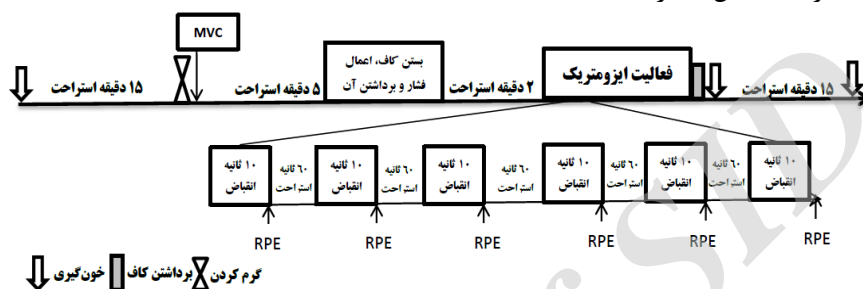 MVC
بستن کاف، اعمال
فشار و برداشتن آن
فعالیت ایزومتریک
۱۵ دقیقه استراحت
۵ دقیقه استراحت
۲ دقیقه استراحت
۱۵ دقیقه استراحت
۱۰ ثانیه
انقباض
۶۰ ثانیه
استراحت
۱۰ ثانیه
انقباض
۶۰ ثانیه
استراحت
۱۰ ثانیه
انقباض
۶۰ ثانیه
استراحت
۱۰ ثانیه
انقباض
۶۰ ثانیه
استراحت
۱۰ ثانیه
انقباض
۶۰ ثانیه
استراحت
۱۰ ثانیه
انقباض
RPE RPE RPE RPE RPE RPE
گرم کردن برداشتن کاف خون‌گیری
SID